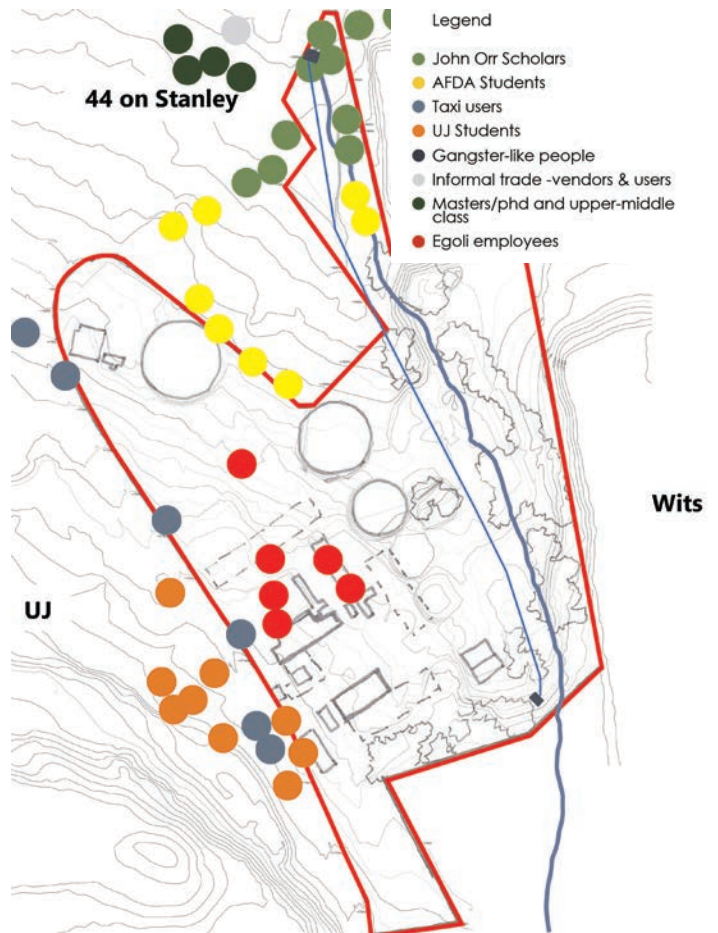 Legend
John Orr Scholars
AFDA Students
Taxi users
UJ Students
Gangster-like people
Informal trade -vendors & users
Masters/phd and upper-middle
class
Egoli employees
44 on Stanley
Wits
UJ